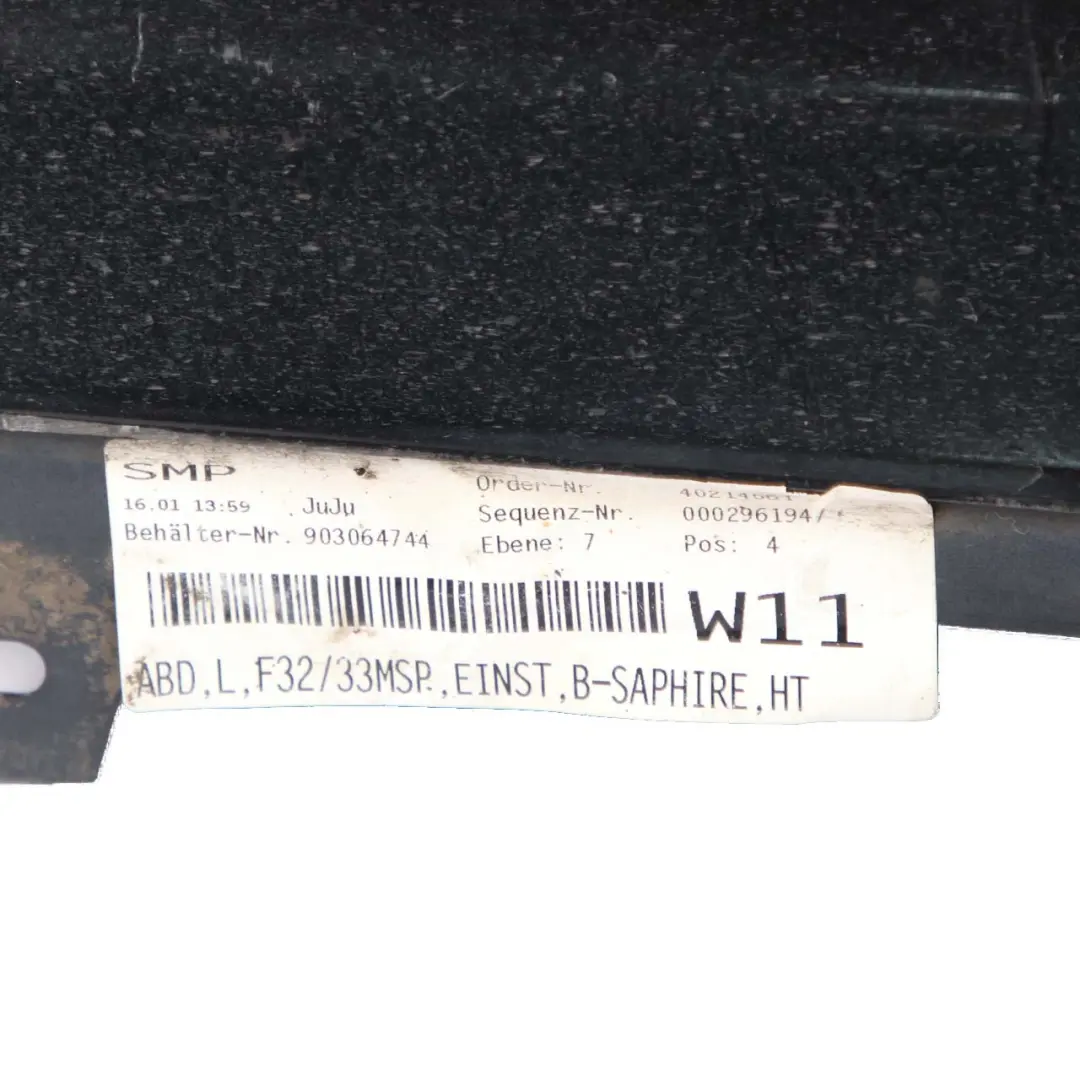 SMP
Order-Nr.
16.01 13:59 JuJu Sequenz-Nr. 000296194/
Behälter-Nr. 903064744 Ebene: 7 Pos: 4
W11
ABD,L,F32/33MSP.,EINST,B-SAPHIRE,HT